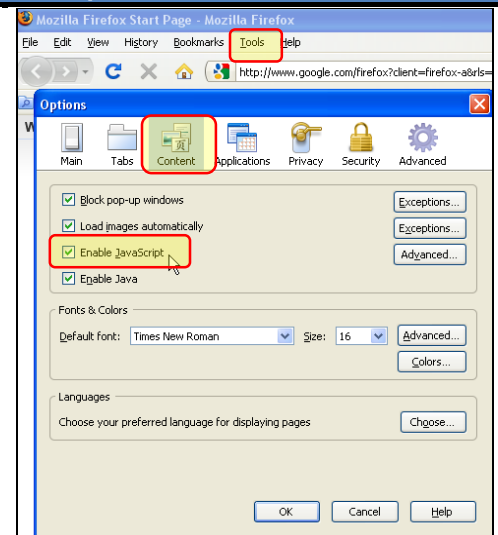 Mozilla Firefox Start Page - Mozilla Firefox
File Edit View History Bookmarks Tools Help
http://www.google.com/firefox?client=firefox-a&rls=
Options
Main Tabs Content Applications Privacy Security Advanced
Block pop-up windows Exceptions...
Load images automatically Exceptions...
Enable JavaScript Advanced...
Enable Java
Fonts & Colors
Default font: Times New Roman Size: 16 Advanced...
Colors...
Languages
Choose your preferred language for displaying pages Choose...
OK Cancel Help